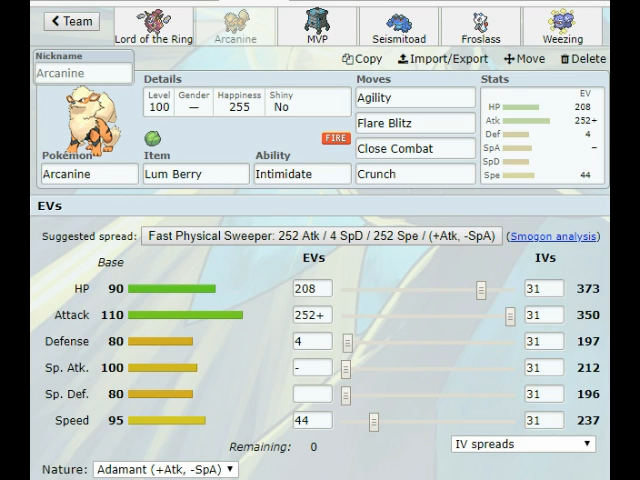 Team
Lord of the Ring Arcanine MVP Seismitoad Froslass Weezing
Copy Import/Export Move Delete
Nickname
Arcanine
Details
Level Gender Happiness Shiny
100 — 255 No
FIRE
Pokémon Item Ability
Arcanine Lum Berry Intimidate
Moves
Agility
Flare Blitz
Close Combat
Crunch
Stats
EV
HP 208
Atk 252+
Def 4
SpA –
SpD
Spe 44
EVs
Suggested spread: Fast Physical Sweeper: 252 Atk / 4 SpD / 252 Spe / (+Atk, -SpA) (Smogon analysis)
Base EVs IVs
HP 90 208 31 373
Attack 110 252+ 31 350
Defense 80 4 31 197
Sp. Atk. 100 - 31 212
Sp. Def. 80 31 196
Speed 95 44 31 237
Remaining: 0 IV spreads
Nature: Adamant (+Atk, -SpA)